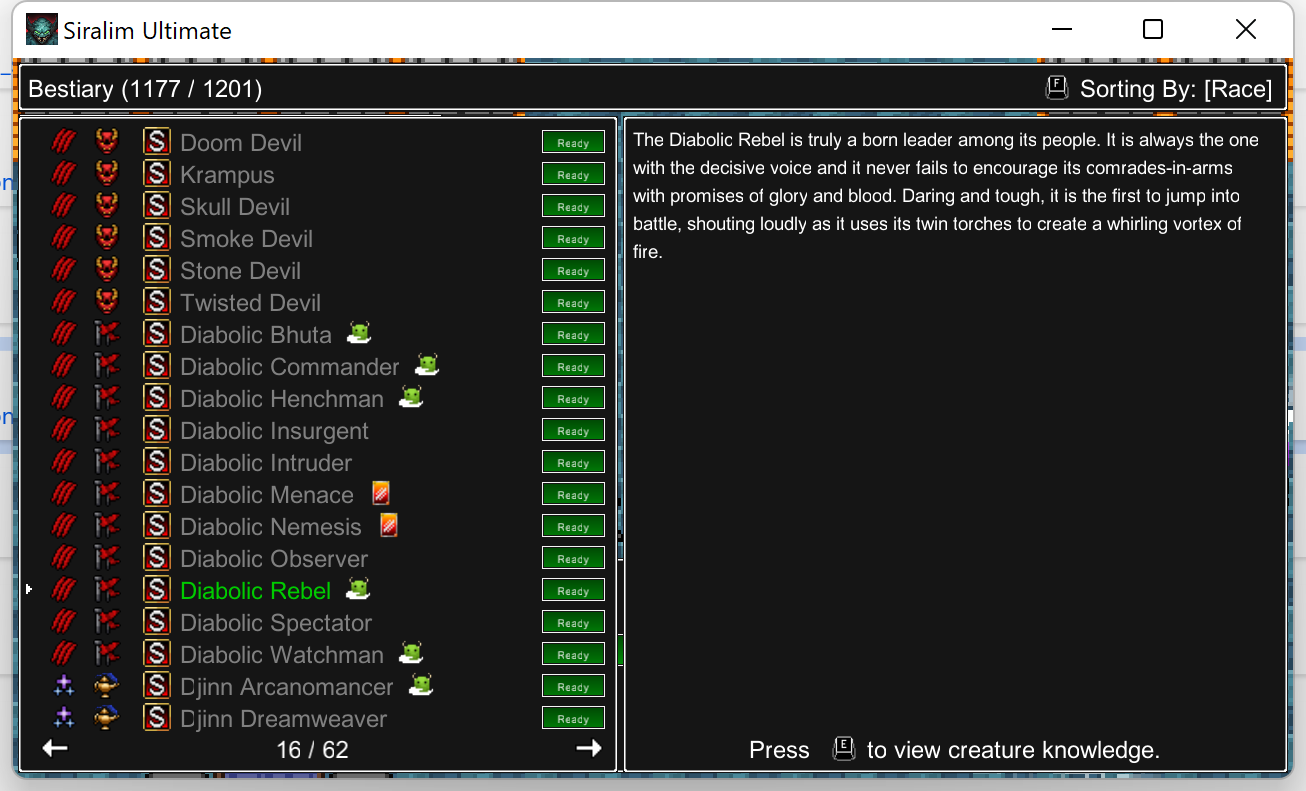 Siralim Ultimate
Bestiary (1177 / 1201)
F Sorting By: [Race]
S Doom Devil Ready
S Krampus Ready
S Skull Devil Ready
S Smoke Devil Ready
S Stone Devil Ready
S Twisted Devil Ready
S Diabolic Bhuta Ready
S Diabolic Commander Ready
S Diabolic Henchman Ready
S Diabolic Insurgent Ready
S Diabolic Intruder Ready
S Diabolic Menace Ready
S Diabolic Nemesis Ready
S Diabolic Observer Ready
S Diabolic Rebel Ready
S Diabolic Spectator Ready
S Diabolic Watchman Ready
S Djinn Arcanomancer Ready
S Djinn Dreamweaver Ready
16 / 62
The Diabolic Rebel is truly a born leader among its people. It is always the one
with the decisive voice and it never fails to encourage its comrades-in-arms
with promises of glory and blood. Daring and tough, it is the first to jump into
battle, shouting loudly as it uses its twin torches to create a whirling vortex of
fire.
Press E to view creature knowledge.